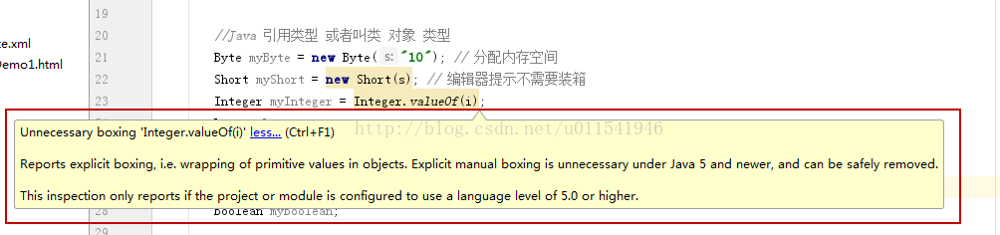 19
20 //Java 引用类型 或者叫类 对象 类型
te.xml
21 Byte myByte = new Byte( s: "10"); // 分配内存空间
Demo1.html
22 Short myShort = new Short(s); // 编辑器提示不需要装箱
23 Integer myInteger = Integer.valueOf(i);
Unnecessary boxing 'Integer.valueOf(i)' less... (Ctrl+F1)
http://blog.csdn.net/u011541946
Reports explicit boxing, i.e. wrapping of primitive values in objects. Explicit manual boxing is unnecessary under Java 5 and newer, and can be safely removed.
This inspection only reports if the project or module is configured to use a language level of 5.0 or higher.
28 boolean myboolean;
29